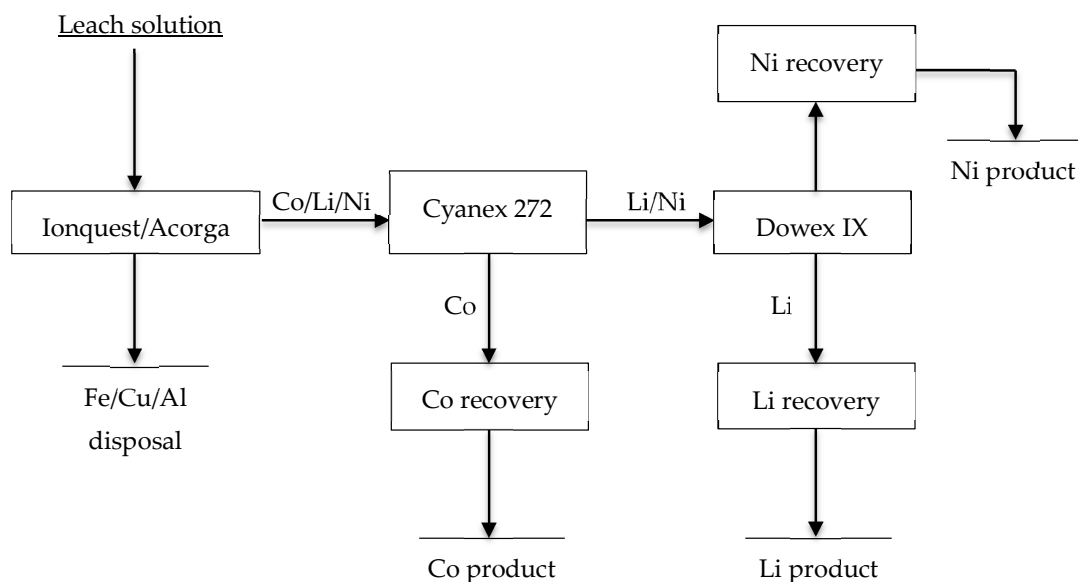 Leach solution
Ni recovery
Ni product
Co/Li/Ni
Cyanex 272
Li/Ni
Ionquest/Acorga
Dowex IX
Co
Li
Fe/Cu/Al
disposal
Co recovery
Li recovery
Co product
Li product